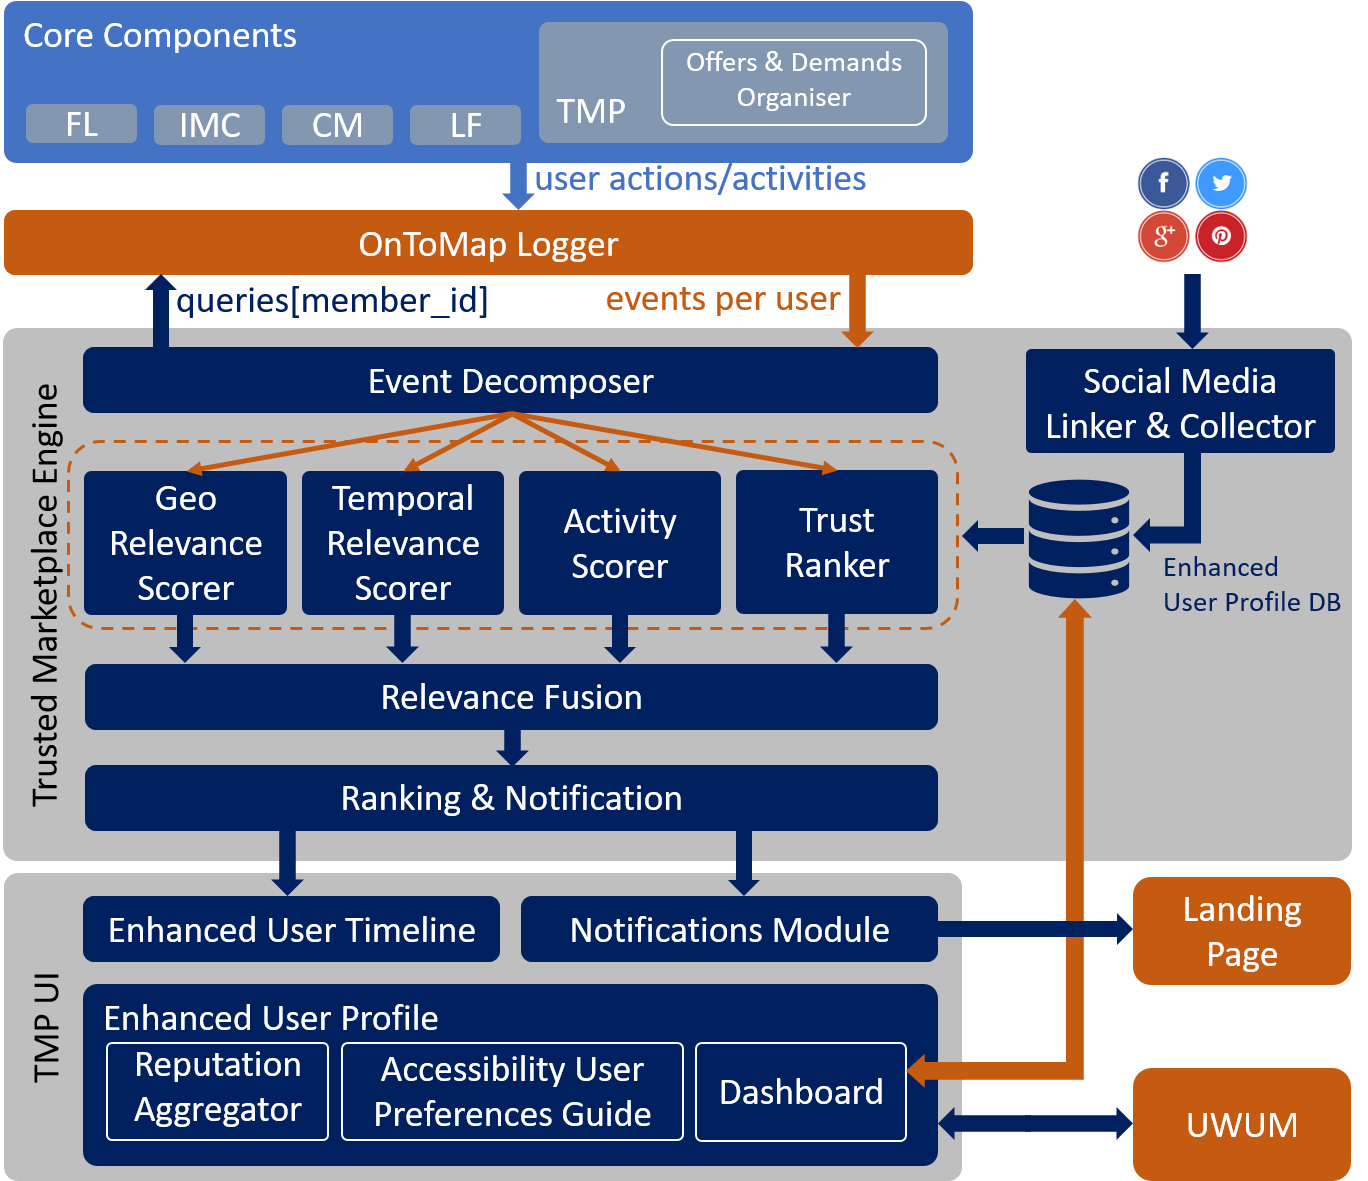 Core Components
FL
IMC
CM
LF
TMP
Offers & Demands
Organiser
user actions/activities
OnToMap Logger
queries[member_id]
events per user
f
g+
Trusted Marketplace Engine
Event Decomposer
Social Media
Linker & Collector
Geo
Relevance
Scorer
Temporal
Relevance
Scorer
Activity
Scorer
Trust
Ranker
Enhanced
User Profile DB
Relevance Fusion
Ranking & Notification
TMP UI
Enhanced User Timeline
Notifications Module
Landing
Page
Enhanced User Profile
Reputation
Aggregator
Accessibility User
Preferences Guide
Dashboard
UWUM